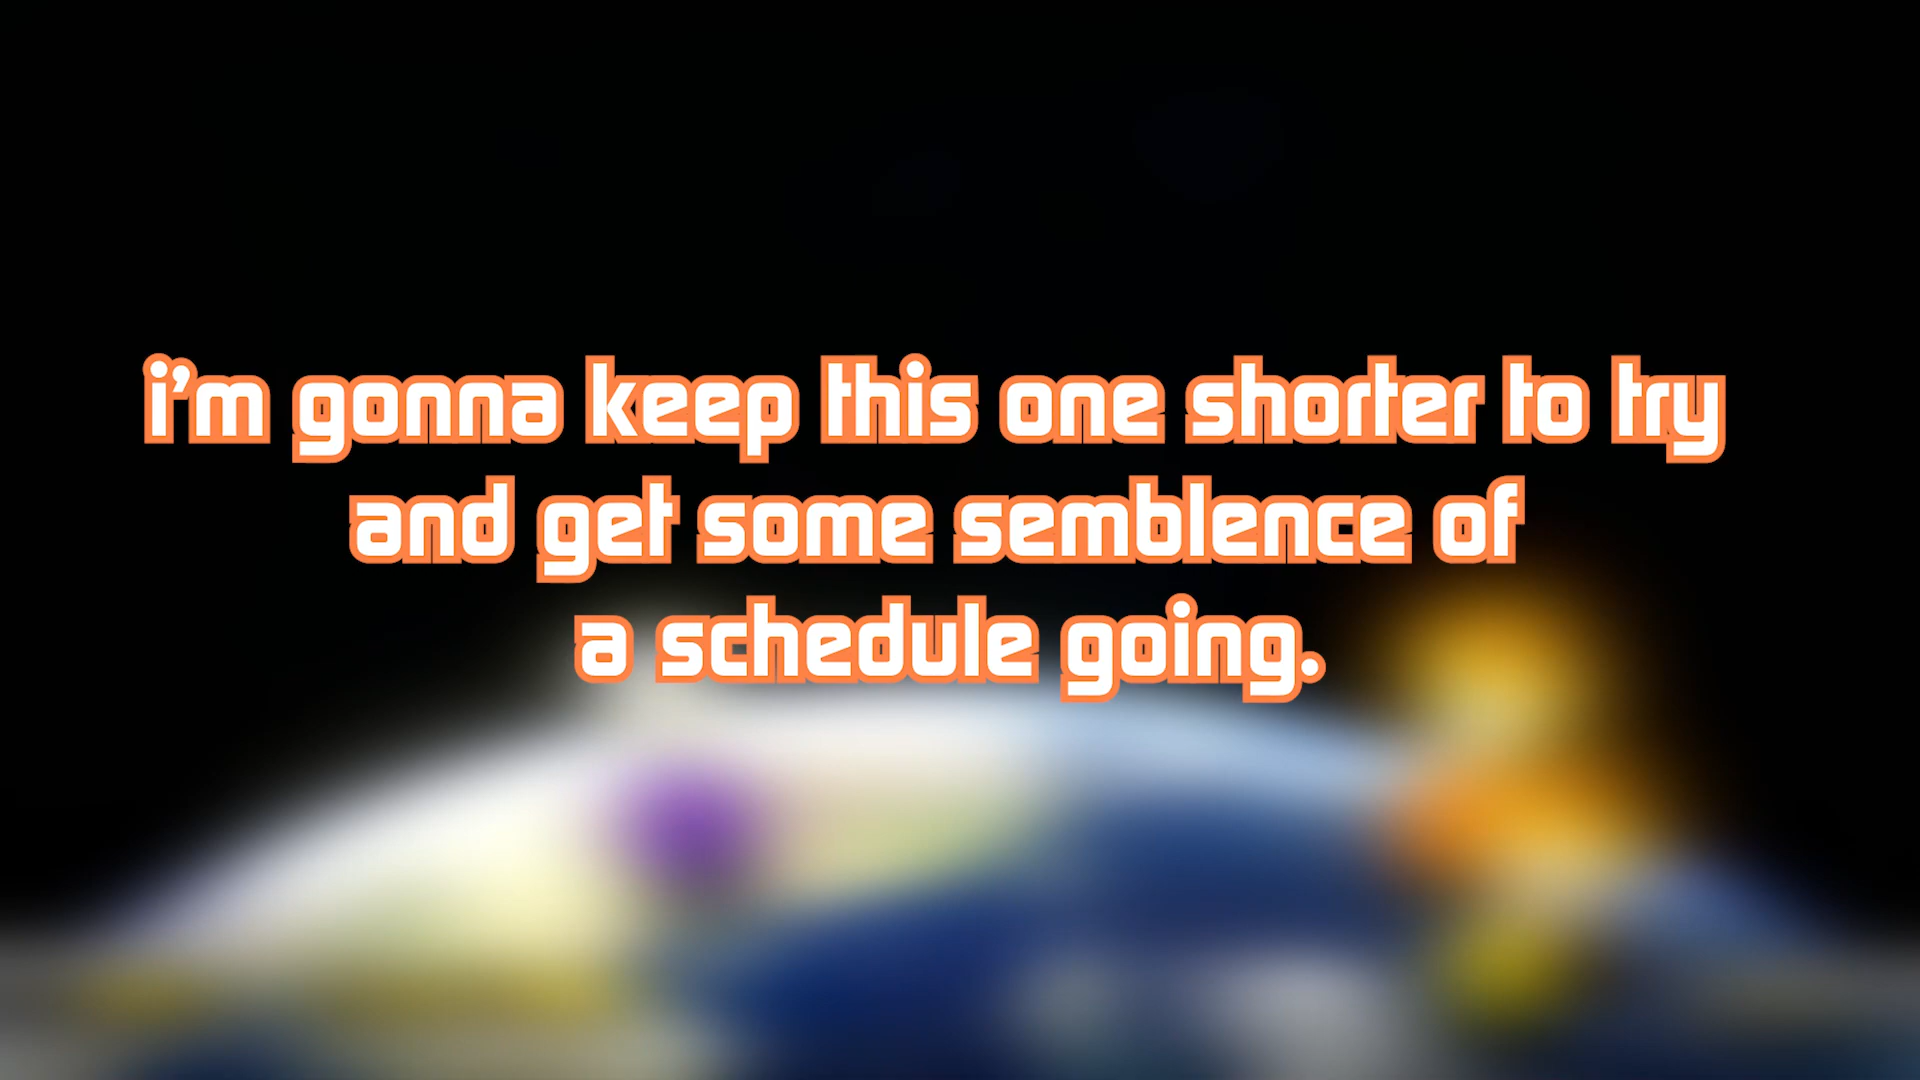 i'm gonna keep this one shorter to try
and get some semblence of
a schedule going.